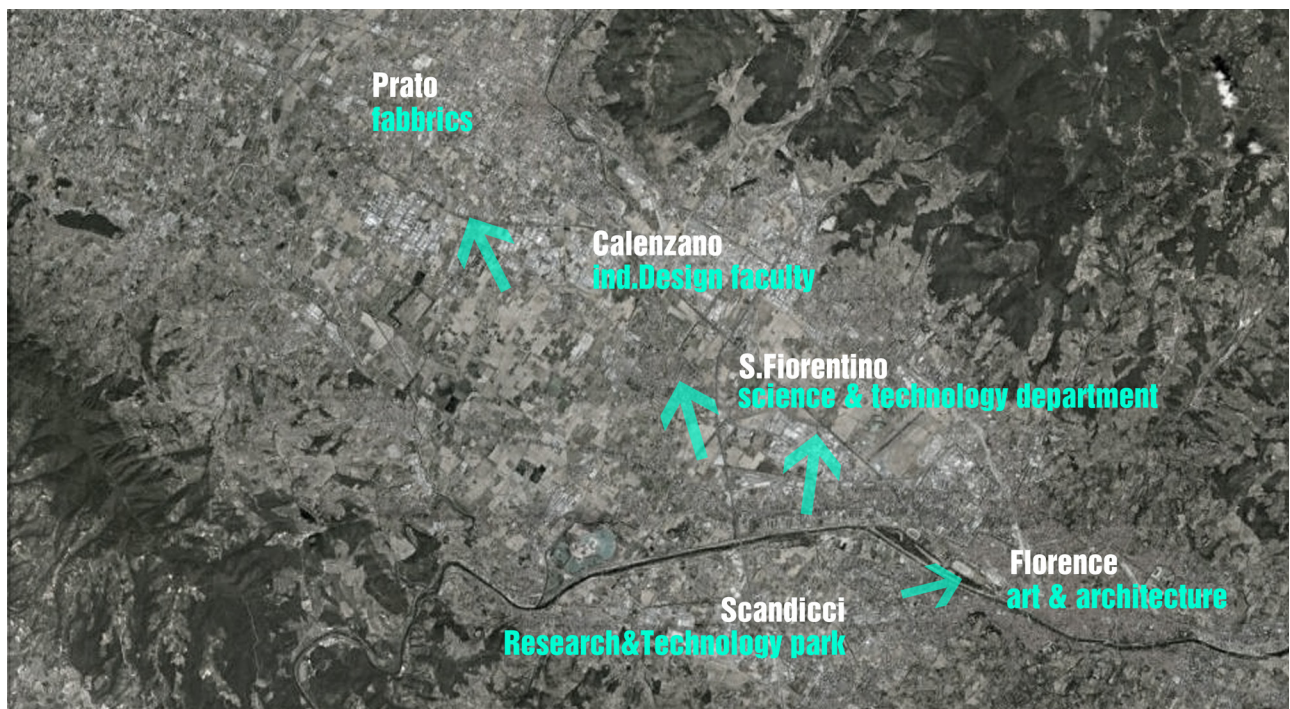 Prato
fabbrics
Calenzano
ind.Design faculty
S.Fiorentino
science & technology department
Florence
art & architecture
Scandicci
Research&Technology park